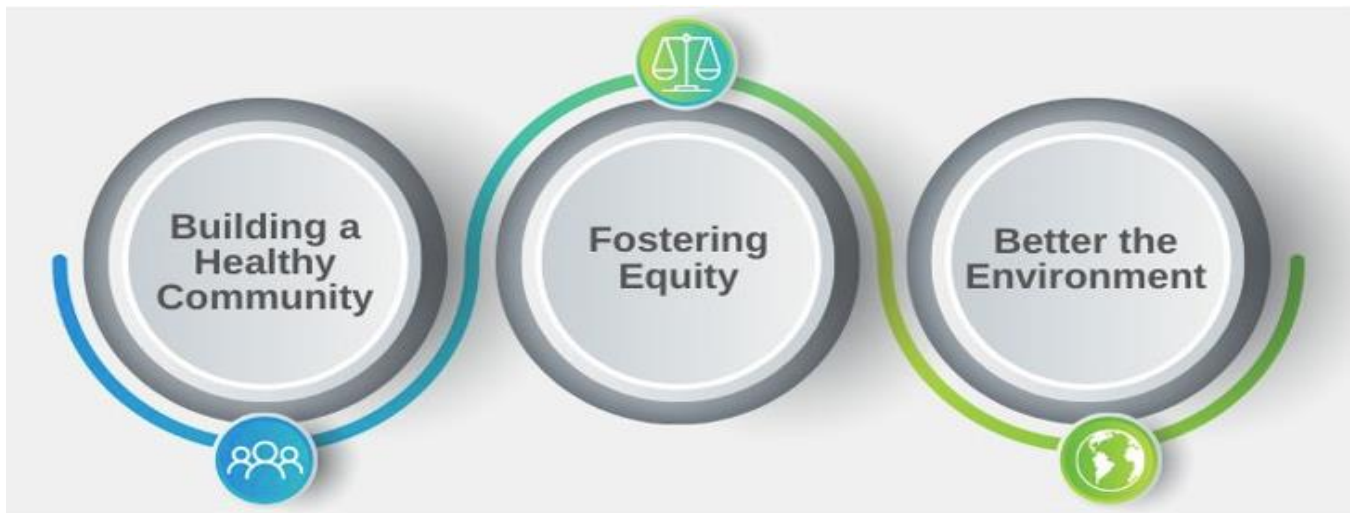 Building a
Healthy
Community
Fostering
Equity
Better the
Environment